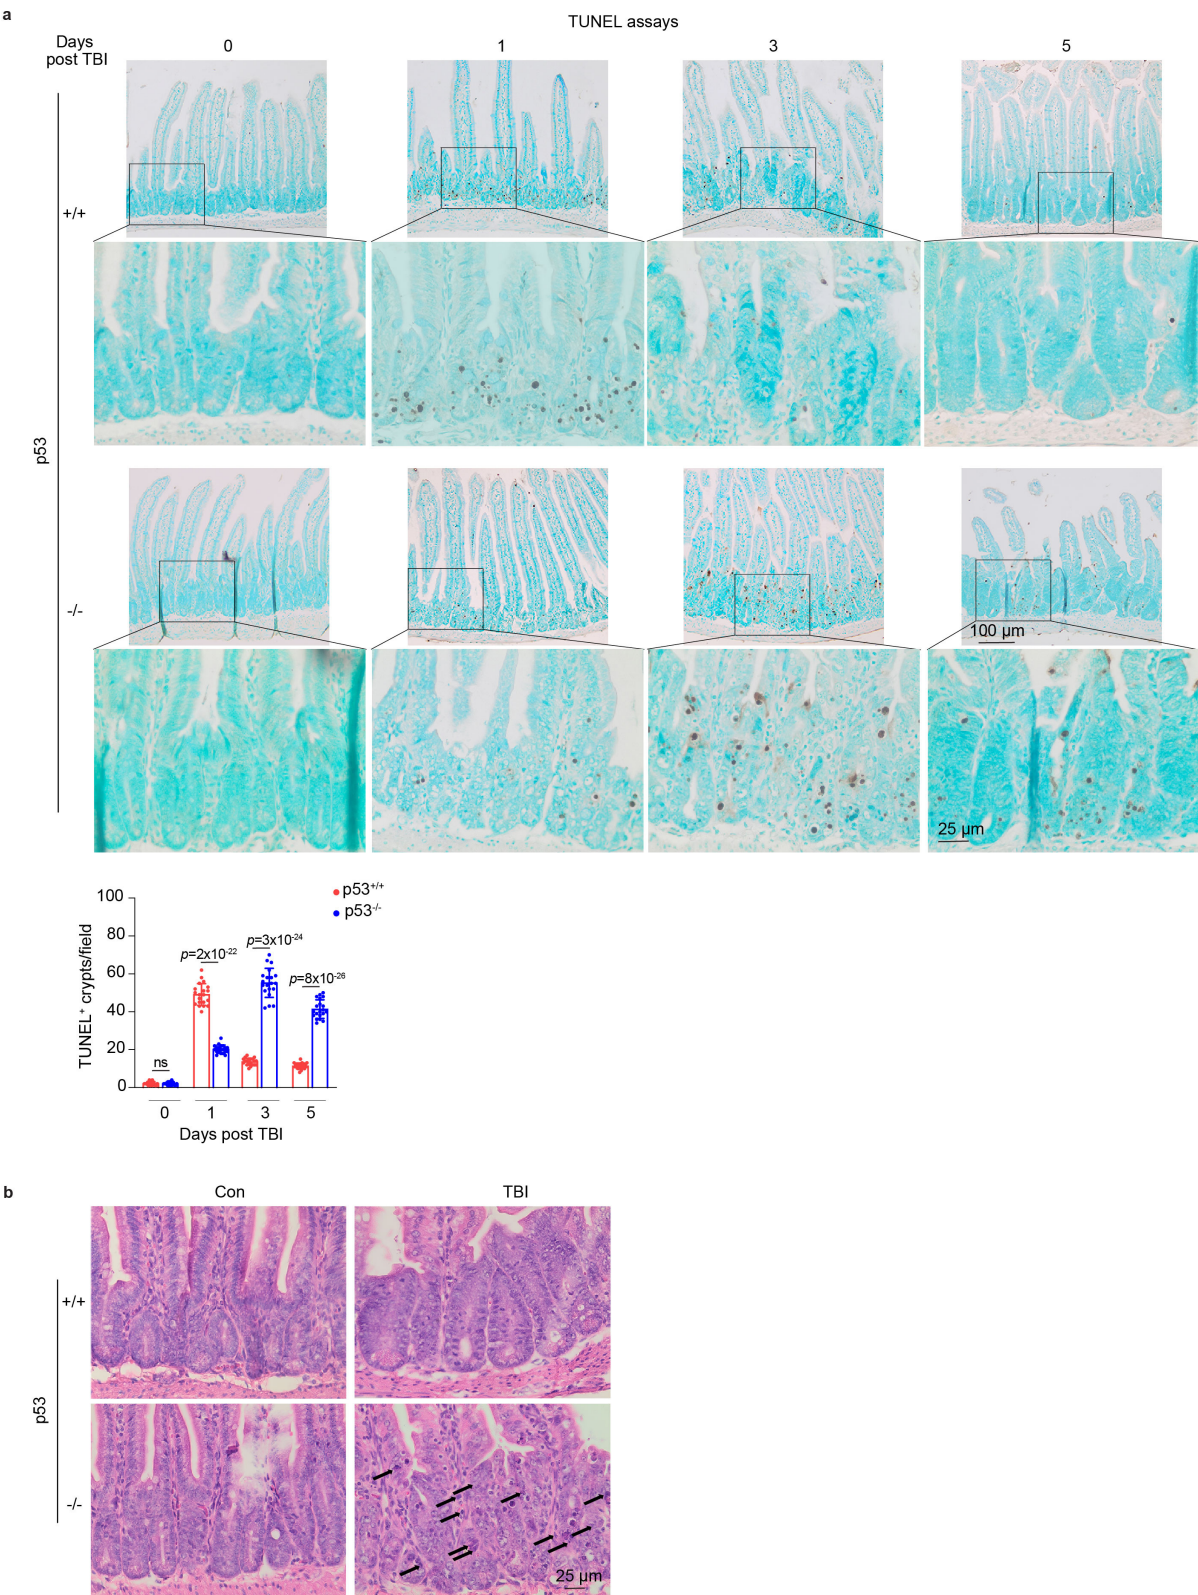 a
TUNEL assays
Days
post TBI
0
1
3
5
+/+
p53
-/-
100 µm
25 µm
100
80
60
40
20
0
TUNEL⁺ crypts/field
p53⁺/⁺
p53⁻/⁻
ns
p=2x10⁻²²
p=3x10⁻²⁴
p=8x10⁻²⁶
0
1
3
5
Days post TBI
b
Con
TBI
+/+
p53
-/-
25 µm